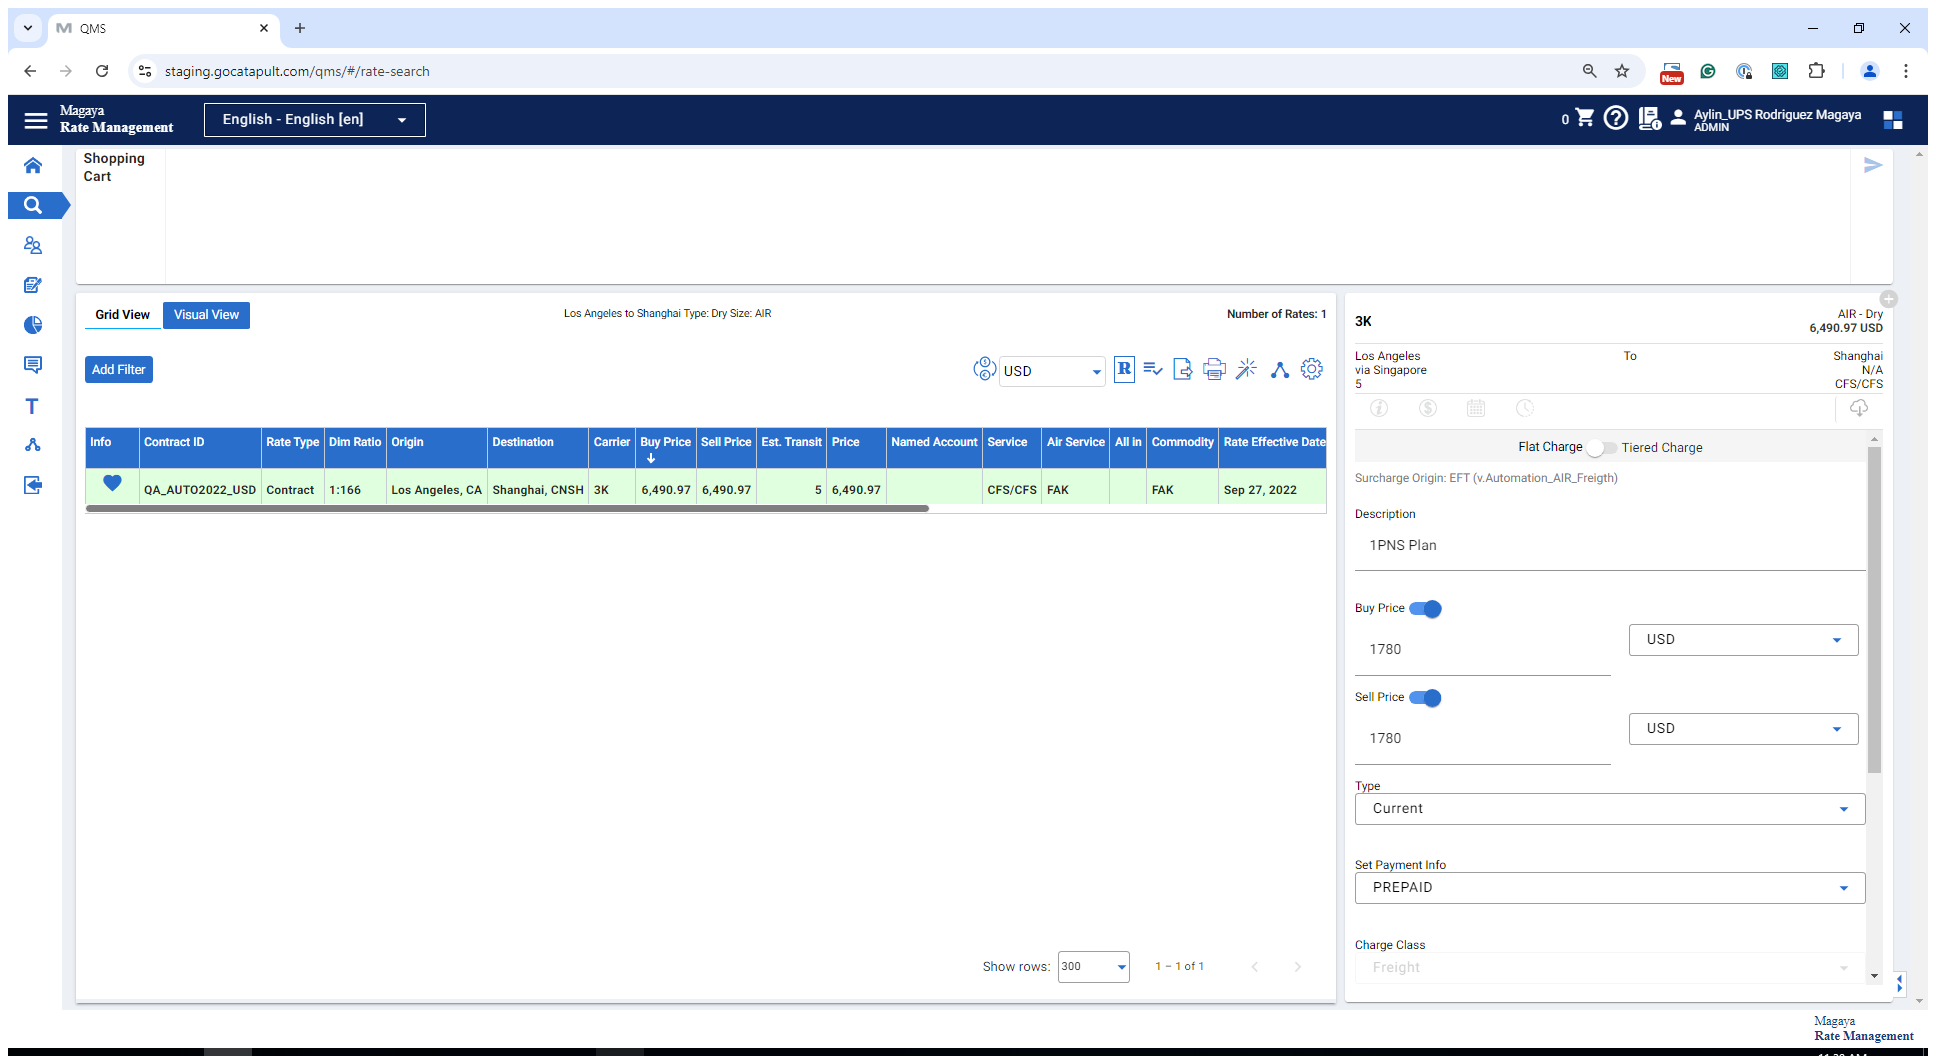 QMS
staging.gocatapult.com/qms/#/rate-search
New
Magaya
Rate Management
English - English [en]
0
Aylin_UPS Rodriguez Magaya
ADMIN
Shopping
Cart
Grid View
Visual View
Los Angeles to Shanghai Type: Dry Size: AIR
Number of Rates: 1
Add Filter
USD
R
Info Contract ID Rate Type Dim Ratio Origin Destination Carrier Buy Price Sell Price Est. Transit Price Named Account Service Air Service All in Commodity Rate Effective Date
QA_AUTO2022_USD Contract 1:166 Los Angeles, CA Shanghai, CNSH 3K 6,490.97 6,490.97 5 6,490.97 CFS/CFS FAK FAK Sep 27, 2022
Show rows: 300 1 – 1 of 1
3K
AIR - Dry
6,490.97 USD
Los Angeles To Shanghai
via Singapore N/A
5 CFS/CFS
Flat Charge Tiered Charge
Surcharge Origin: EFT (v.Automation_AIR_Freigth)
Description
1PNS Plan
Buy Price
1780 USD
Sell Price
1780 USD
Type
Current
Set Payment Info
PREPAID
Charge Class
Freight
Magaya
Rate Management